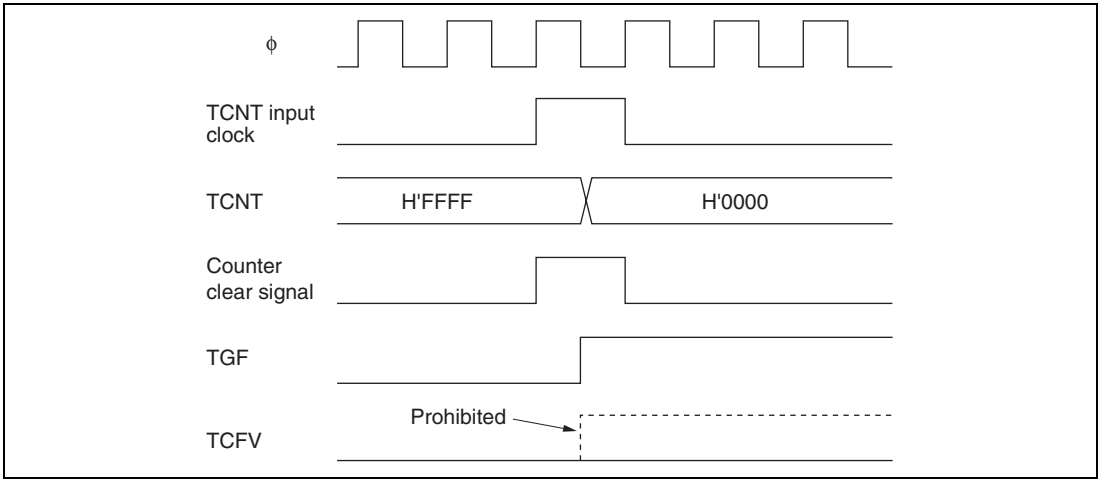 ϕ
TCNT input
clock
TCNT
H'FFFF
H'0000
Counter
clear signal
TGF
Prohibited
TCFV